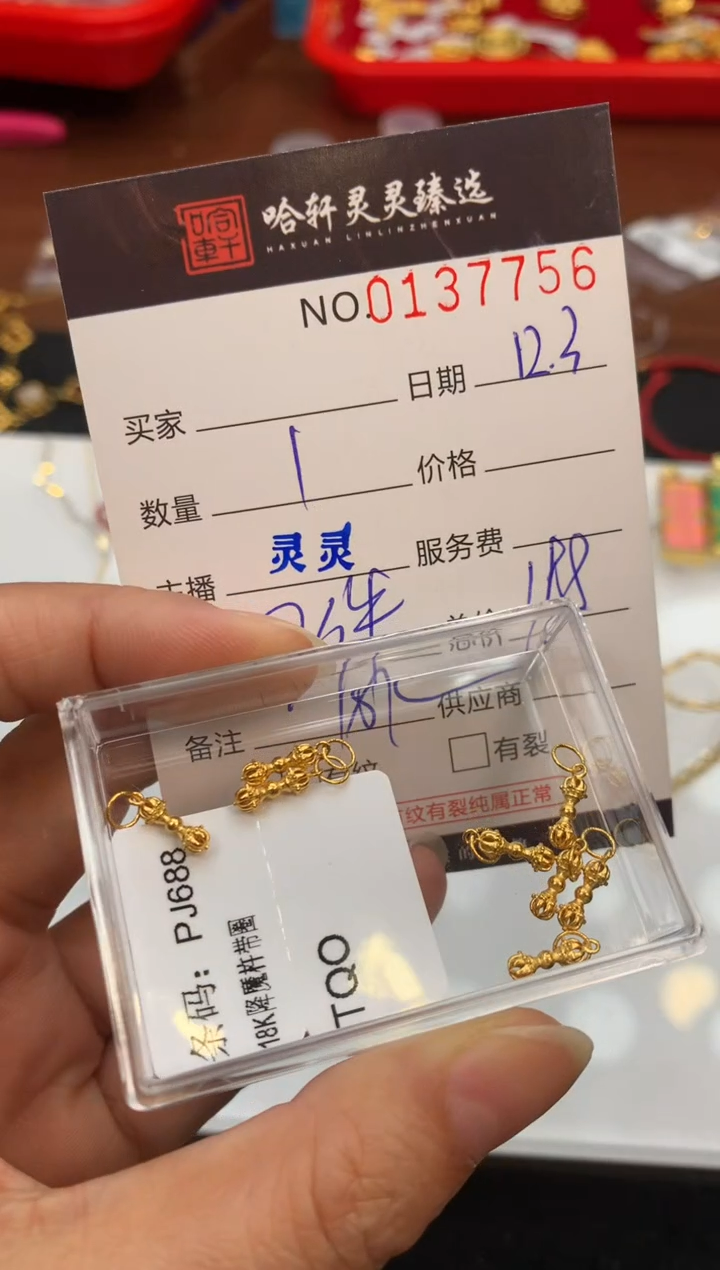 哈轩
哈轩灵灵臻选
HAXUAN LINLINZHENXUAN
NO.0137756
买家 日期 12.3
数量 1 价格
主播 灵灵 服务费
188
供应商
备注
有裂
纹有裂纯属正常
条码：PJ688
18K降魔杵带圈
TQO